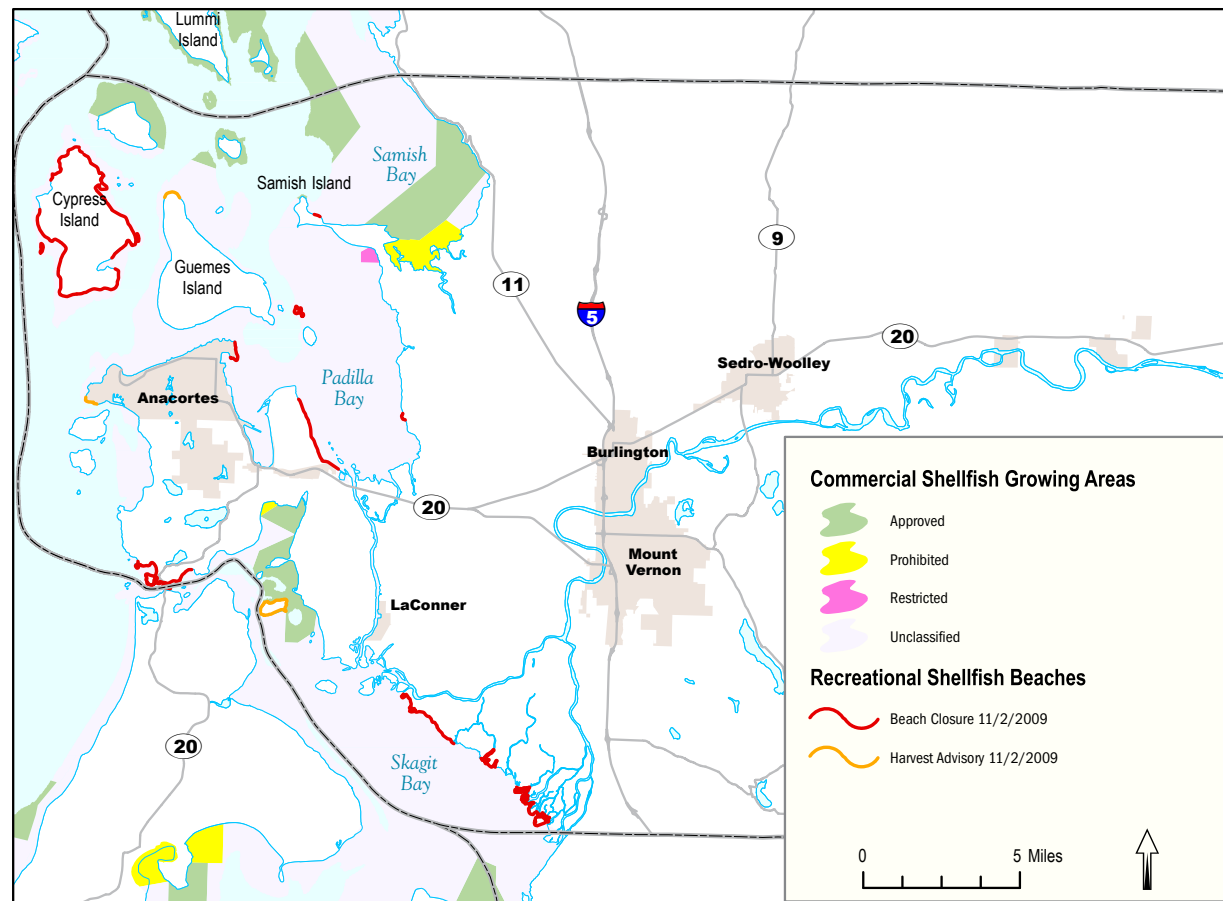 Lummi
Island
Samish
Bay
Samish Island
Cypress
Island
9
Guemes
Island
11
5
20
Sedro-Woolley
Padilla
Bay
Anacortes
Burlington
20
Mount
Vernon
LaConner
20
Skagit
Bay
Commercial Shellfish Growing Areas
Approved
Prohibited
Restricted
Unclassified
Recreational Shellfish Beaches
Beach Closure 11/2/2009
Harvest Advisory 11/2/2009
0 5 Miles